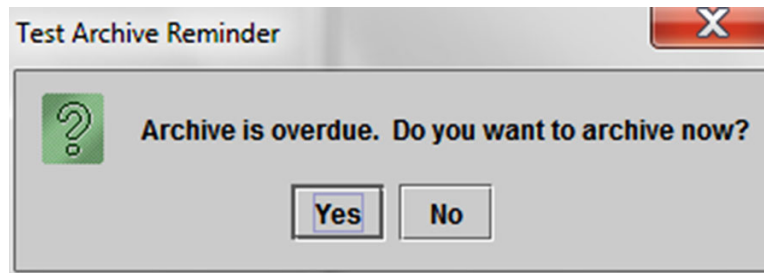 Test Archive Reminder
X
Archive is overdue. Do you want to archive now?
Yes No